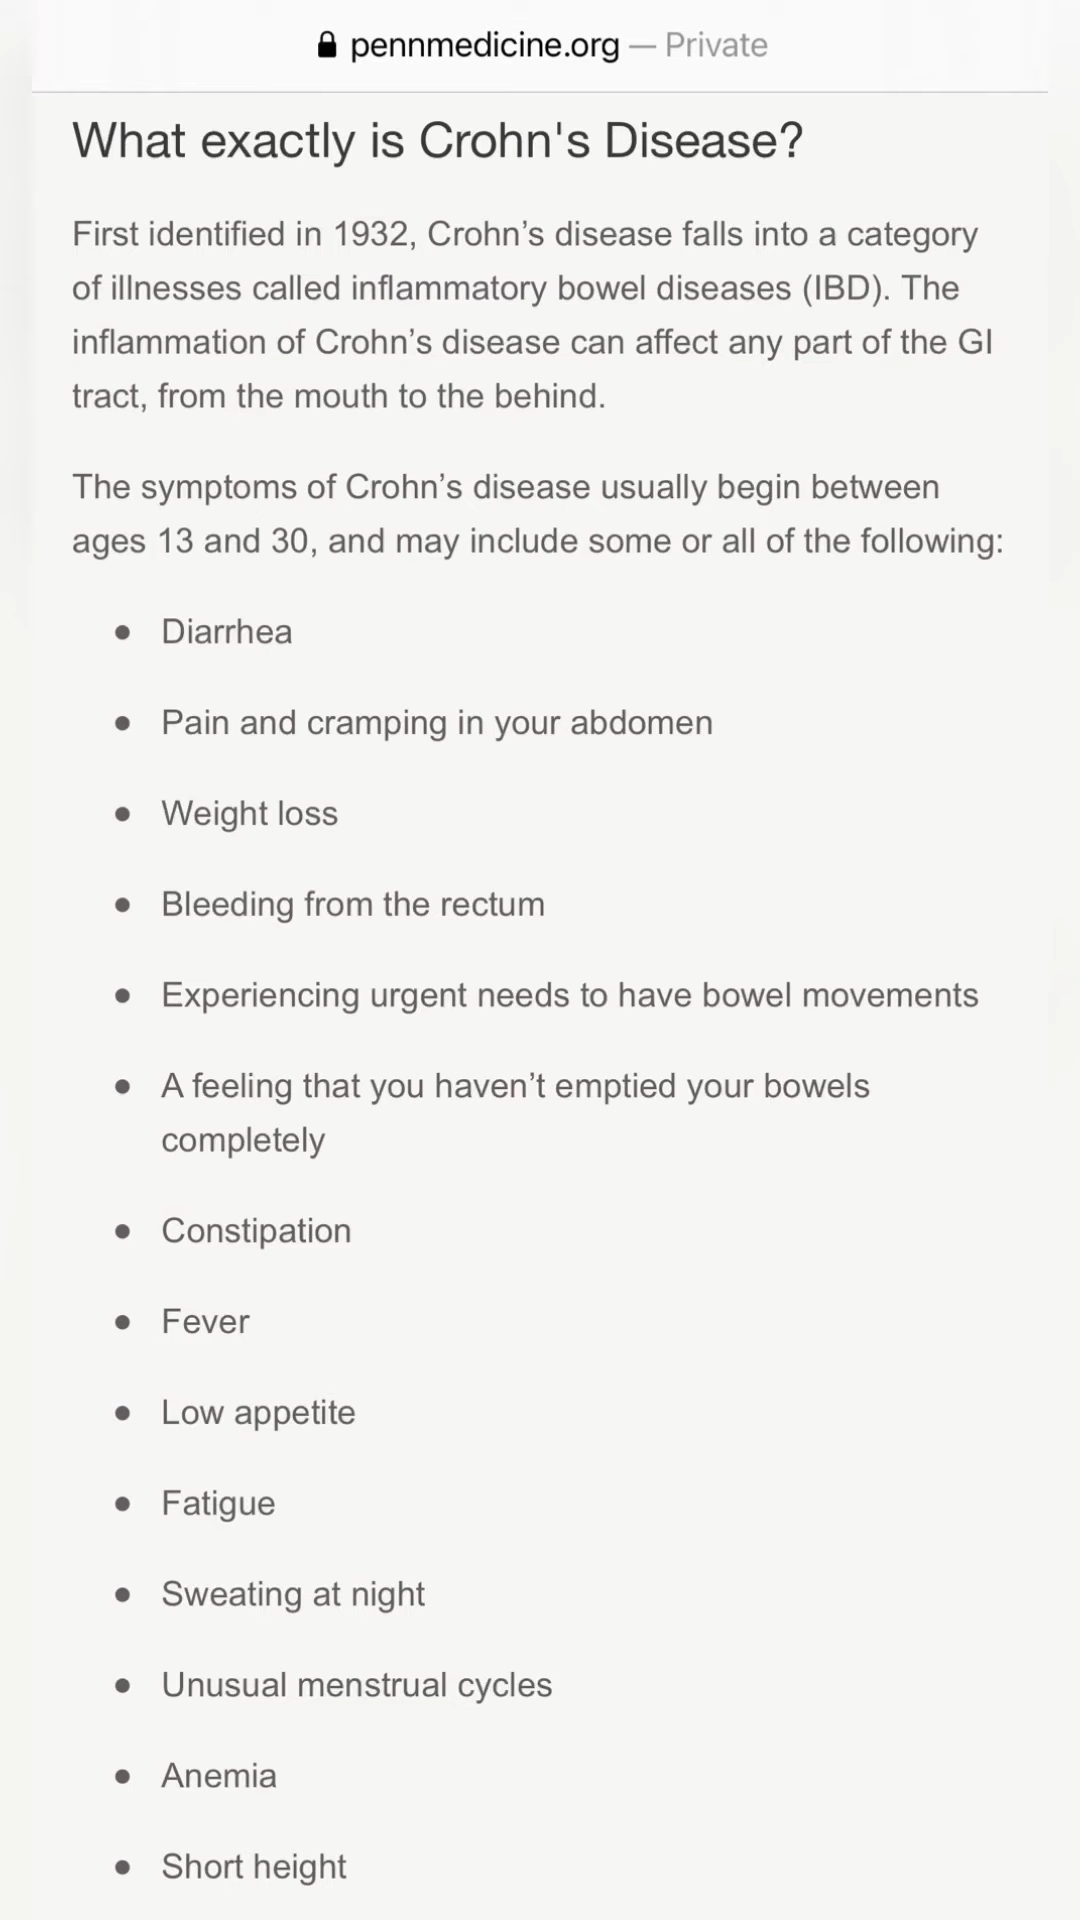 pennmedicine.org — Private
What exactly is Crohn's Disease?
First identified in 1932, Crohn’s disease falls into a category
of illnesses called inflammatory bowel diseases (IBD). The
inflammation of Crohn’s disease can affect any part of the GI
tract, from the mouth to the behind.
The symptoms of Crohn’s disease usually begin between
ages 13 and 30, and may include some or all of the following:
• Diarrhea
• Pain and cramping in your abdomen
• Weight loss
• Bleeding from the rectum
• Experiencing urgent needs to have bowel movements
• A feeling that you haven’t emptied your bowels
completely
• Constipation
• Fever
• Low appetite
• Fatigue
• Sweating at night
• Unusual menstrual cycles
• Anemia
• Short height